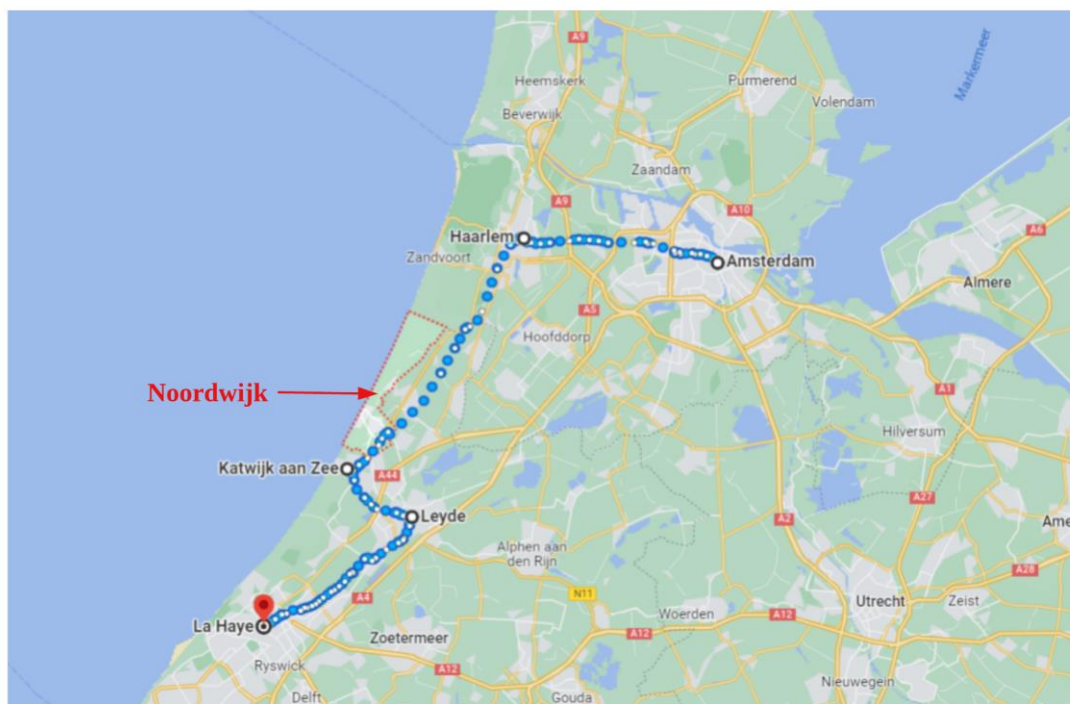 A9
Heemskerk
Purmerend
Markermeer
Beverwijk
Volendam
Zaandam
A9
A10
Haarlem
A6
Zandvoort
Amsterdam
Almere
A5
Hoofddorp
Noordwijk
A1
Hilversum
Katwijk aan Zee
A44
A27
Leyde
A2
Ame
Alphen aan
den Rijn
A28
N11
A4
Utrecht
Zeist
Woerden
A12
La Haye
Zoetermeer
A12
Ryswick
A12
Nieuwegein
Delft
Gouda